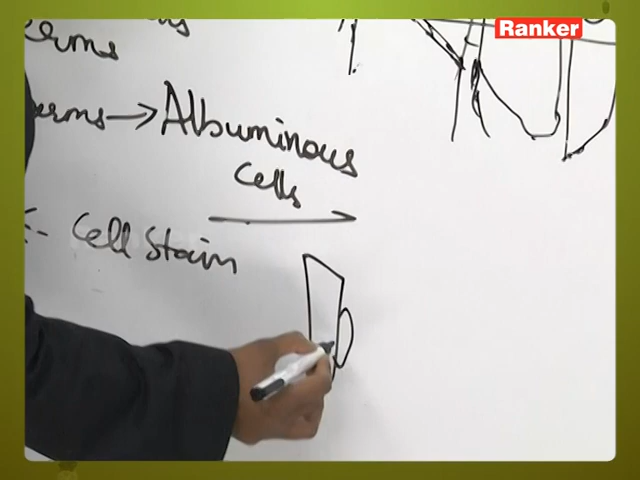 Ranker
erms
erms → Albuminous
Cells
Cell Stain